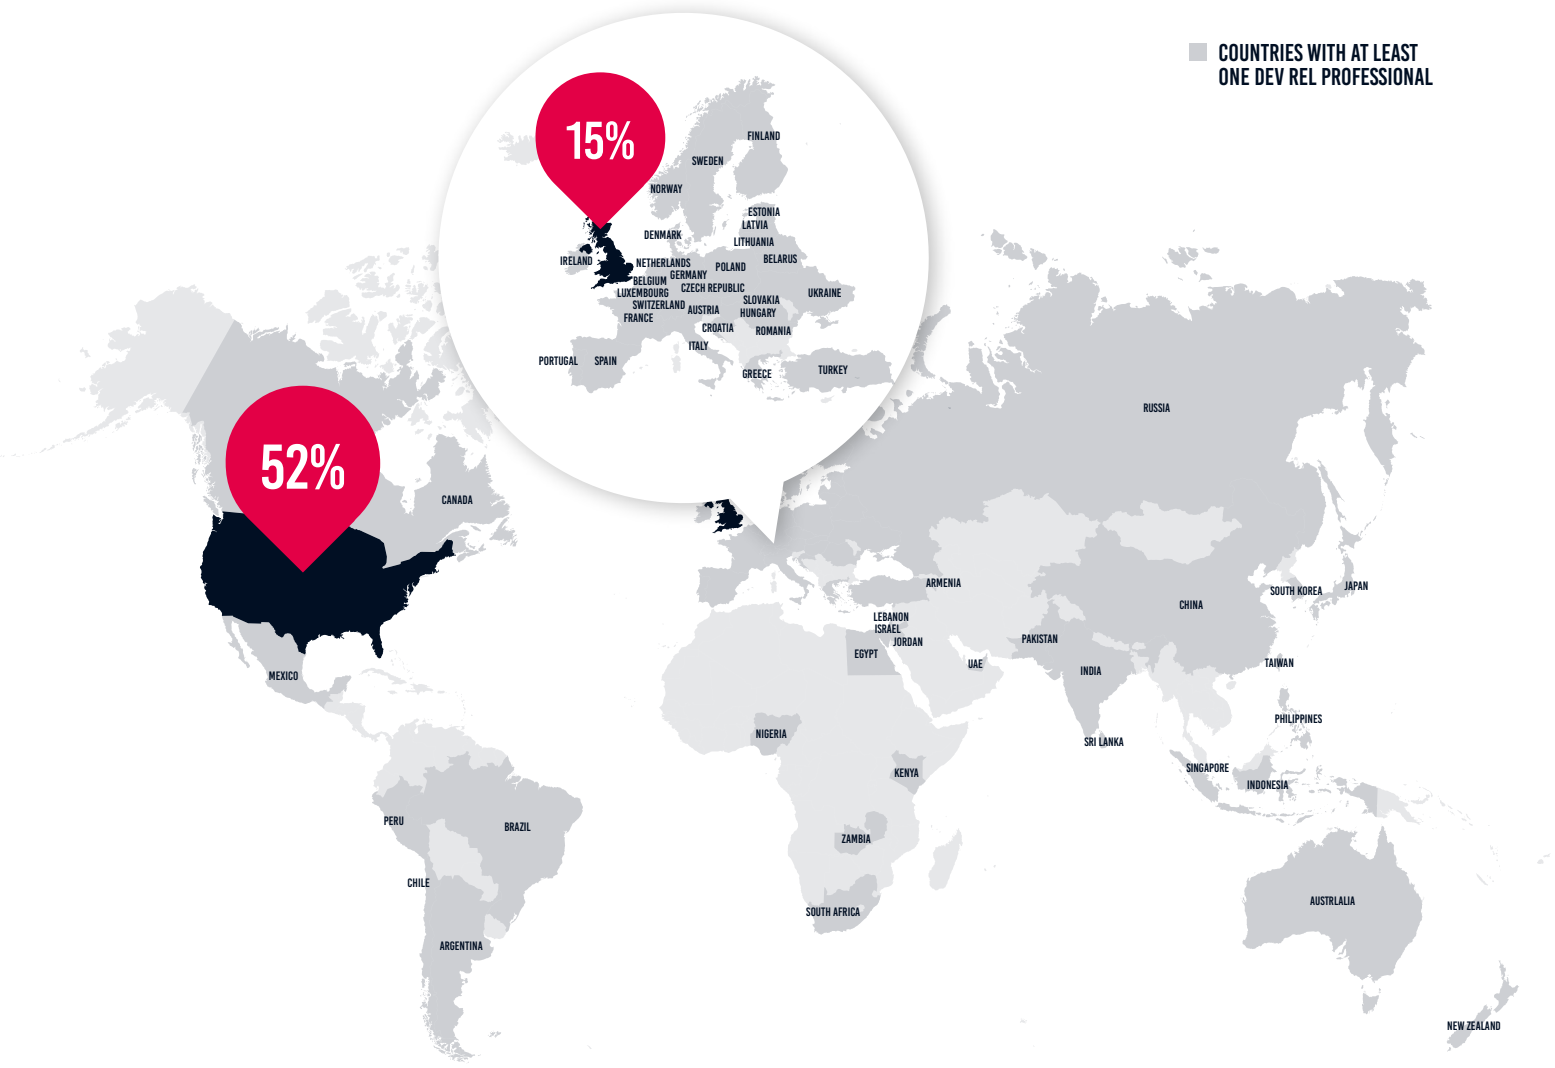 COUNTRIES WITH AT LEAST
ONE DEV REL PROFESSIONAL
15%
FINLAND
SWEDEN
NORWAY
ESTONIA
LATVIA
DENMARK
LITHUANIA
IRELAND
NETHERLANDS
BELARUS
POLAND
GERMANY
BELGIUM
CZECH REPUBLIC
LUXEMBOURG
UKRAINE
SLOVAKIA
SWITZERLAND
AUSTRIA
HUNGARY
FRANCE
CROATIA
ROMANIA
ITALY
PORTUGAL
SPAIN
GREECE
TURKEY
52%
CANADA
MEXICO
PERU
BRAZIL
CHILE
ARGENTINA
RUSSIA
ARMENIA
LEBANON
ISRAEL
JORDAN
EGYPT
UAE
PAKISTAN
INDIA
CHINA
SOUTH KOREA
JAPAN
TAIWAN
PHILIPPINES
SRI LANKA
SINGAPORE
INDONESIA
NIGERIA
KENYA
ZAMBIA
SOUTH AFRICA
AUSTRLALIA
NEW ZEALAND